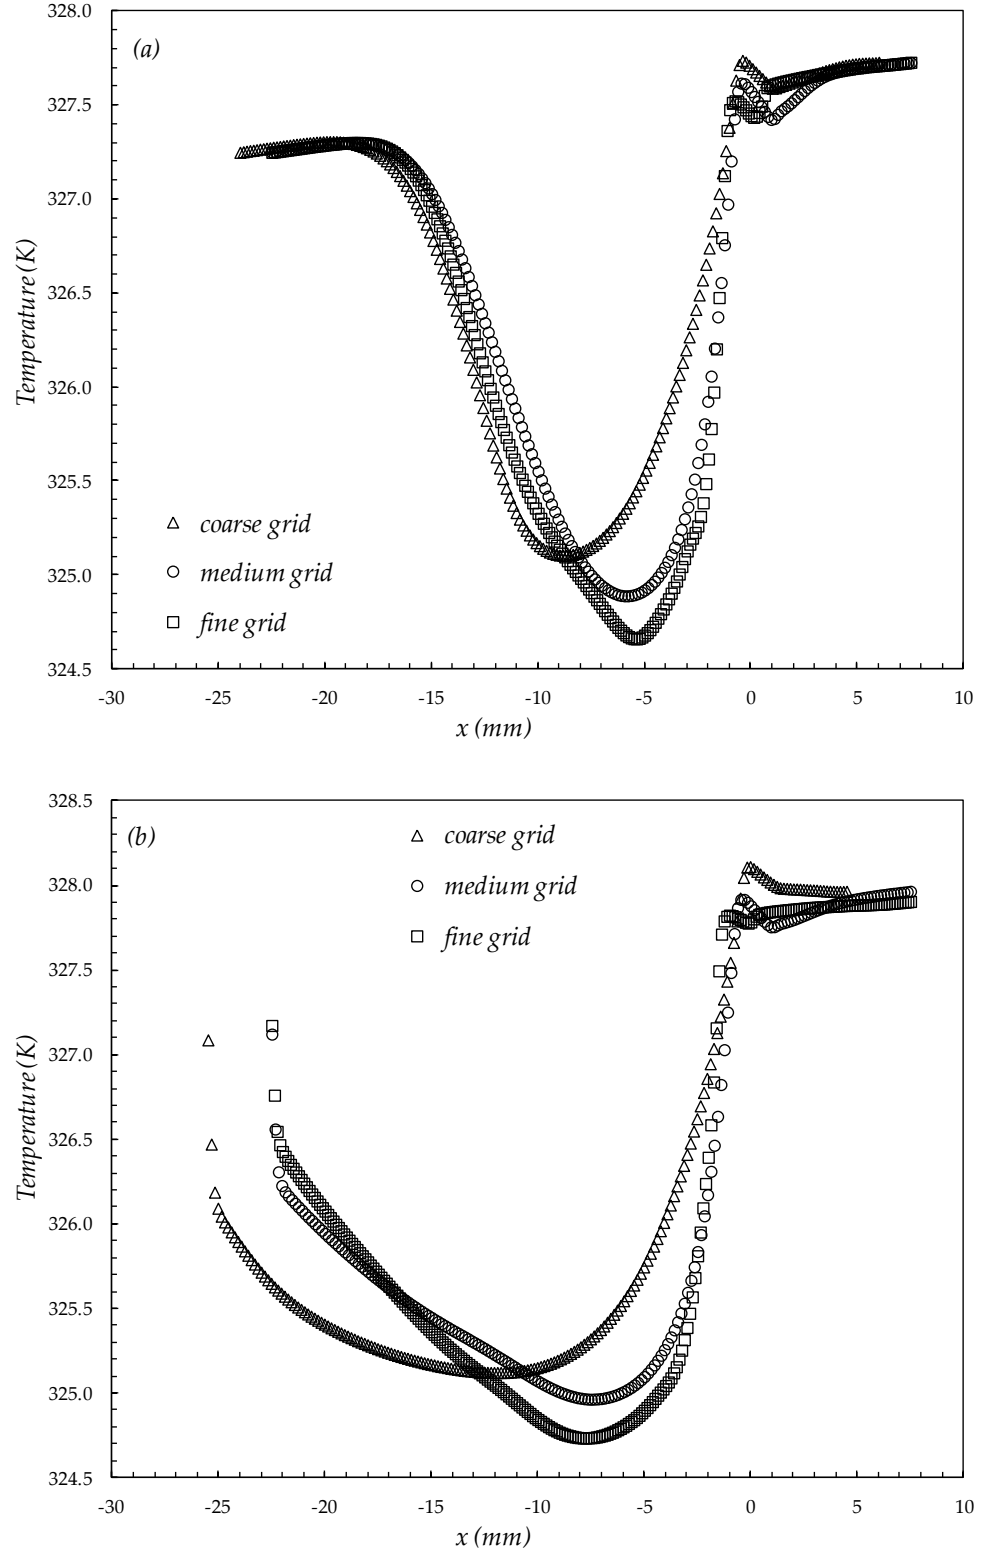 328.0
(a)
327.5
327.0
326.5
326.0
325.5
325.0
324.5
Temperature (K)
coarse grid
medium grid
fine grid
-30 -25 -20 -15 -10 -5 0 5 10
x (mm)
328.5
(b)
coarse grid
328.0
medium grid
fine grid
327.5
327.0
326.5
326.0
325.5
325.0
324.5
Temperature (K)
-30 -25 -20 -15 -10 -5 0 5 10
x (mm)